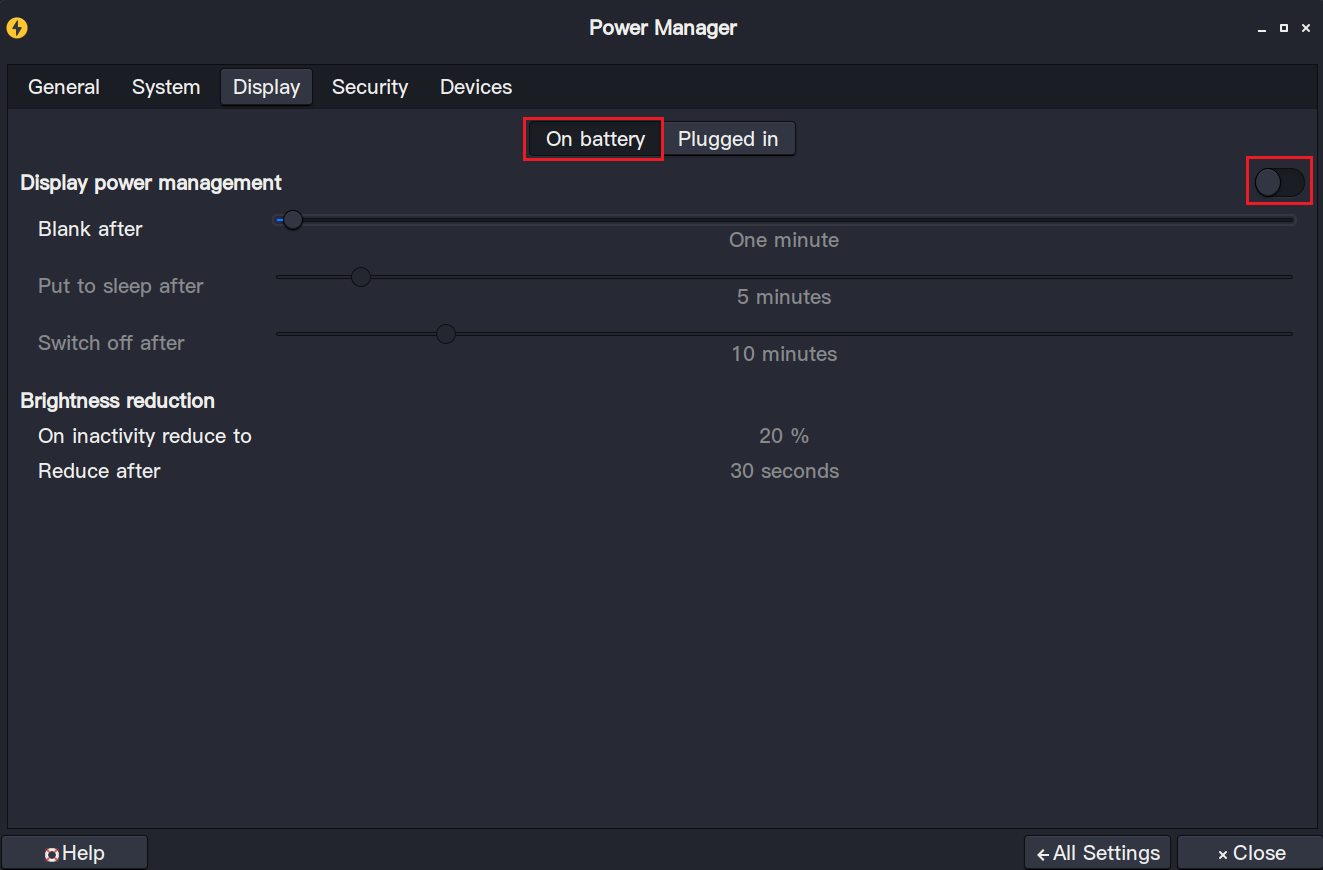 Power Manager
General System Display Security Devices
On battery Plugged in
Display power management
Blank after
One minute
Put to sleep after
5 minutes
Switch off after
10 minutes
Brightness reduction
On inactivity reduce to 20 %
Reduce after 30 seconds
Help All Settings Close